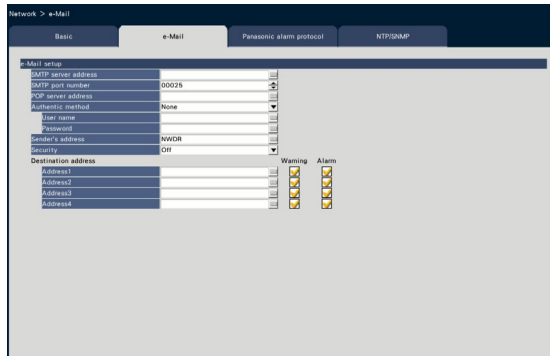 Network > e-Mail
Basic e-Mail Panasonic alarm protocol NTP/SNMP
e-Mail setup
SMTP server address
SMTP port number 00025
POP server address
Authentic method None
User name
Password
Sender's address NWDR
Security Off
Destination address Warning Alarm
Address1
Address2
Address3
Address4